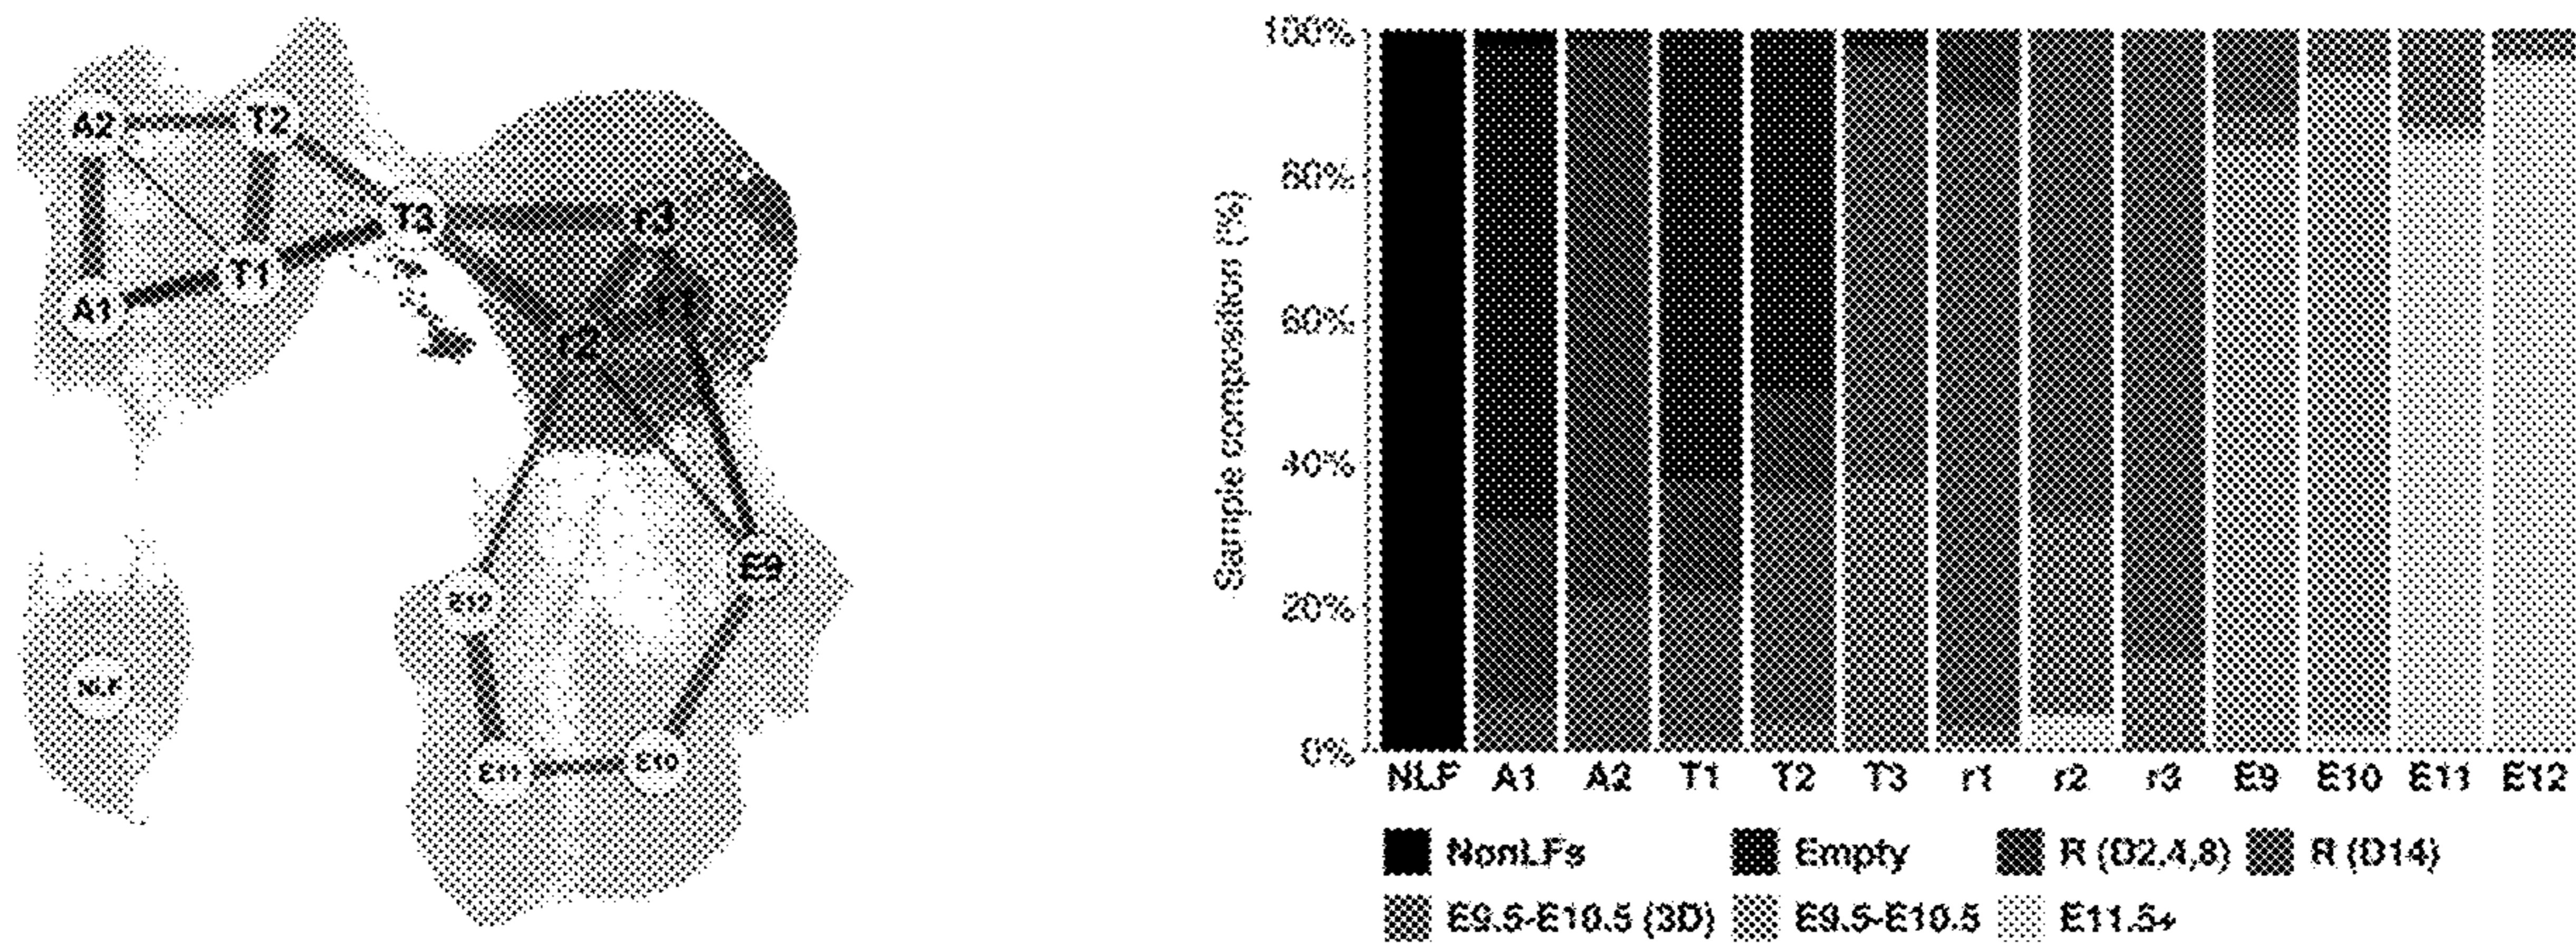 A2
T2
T3
r3
T1
A1
r1
r2
E9
E12
NLF
E11
E10
Sample composition (%)
100%
80%
60%
40%
20%
0%
NLF A1 A2 T1 T2 T3 r1 r2 r3 E9 E10 E11 E12
NonLFs Empty R (D2,4,8) R (D14)
E9.5-E10.5 (3D) E9.5-E10.5 E11.5+